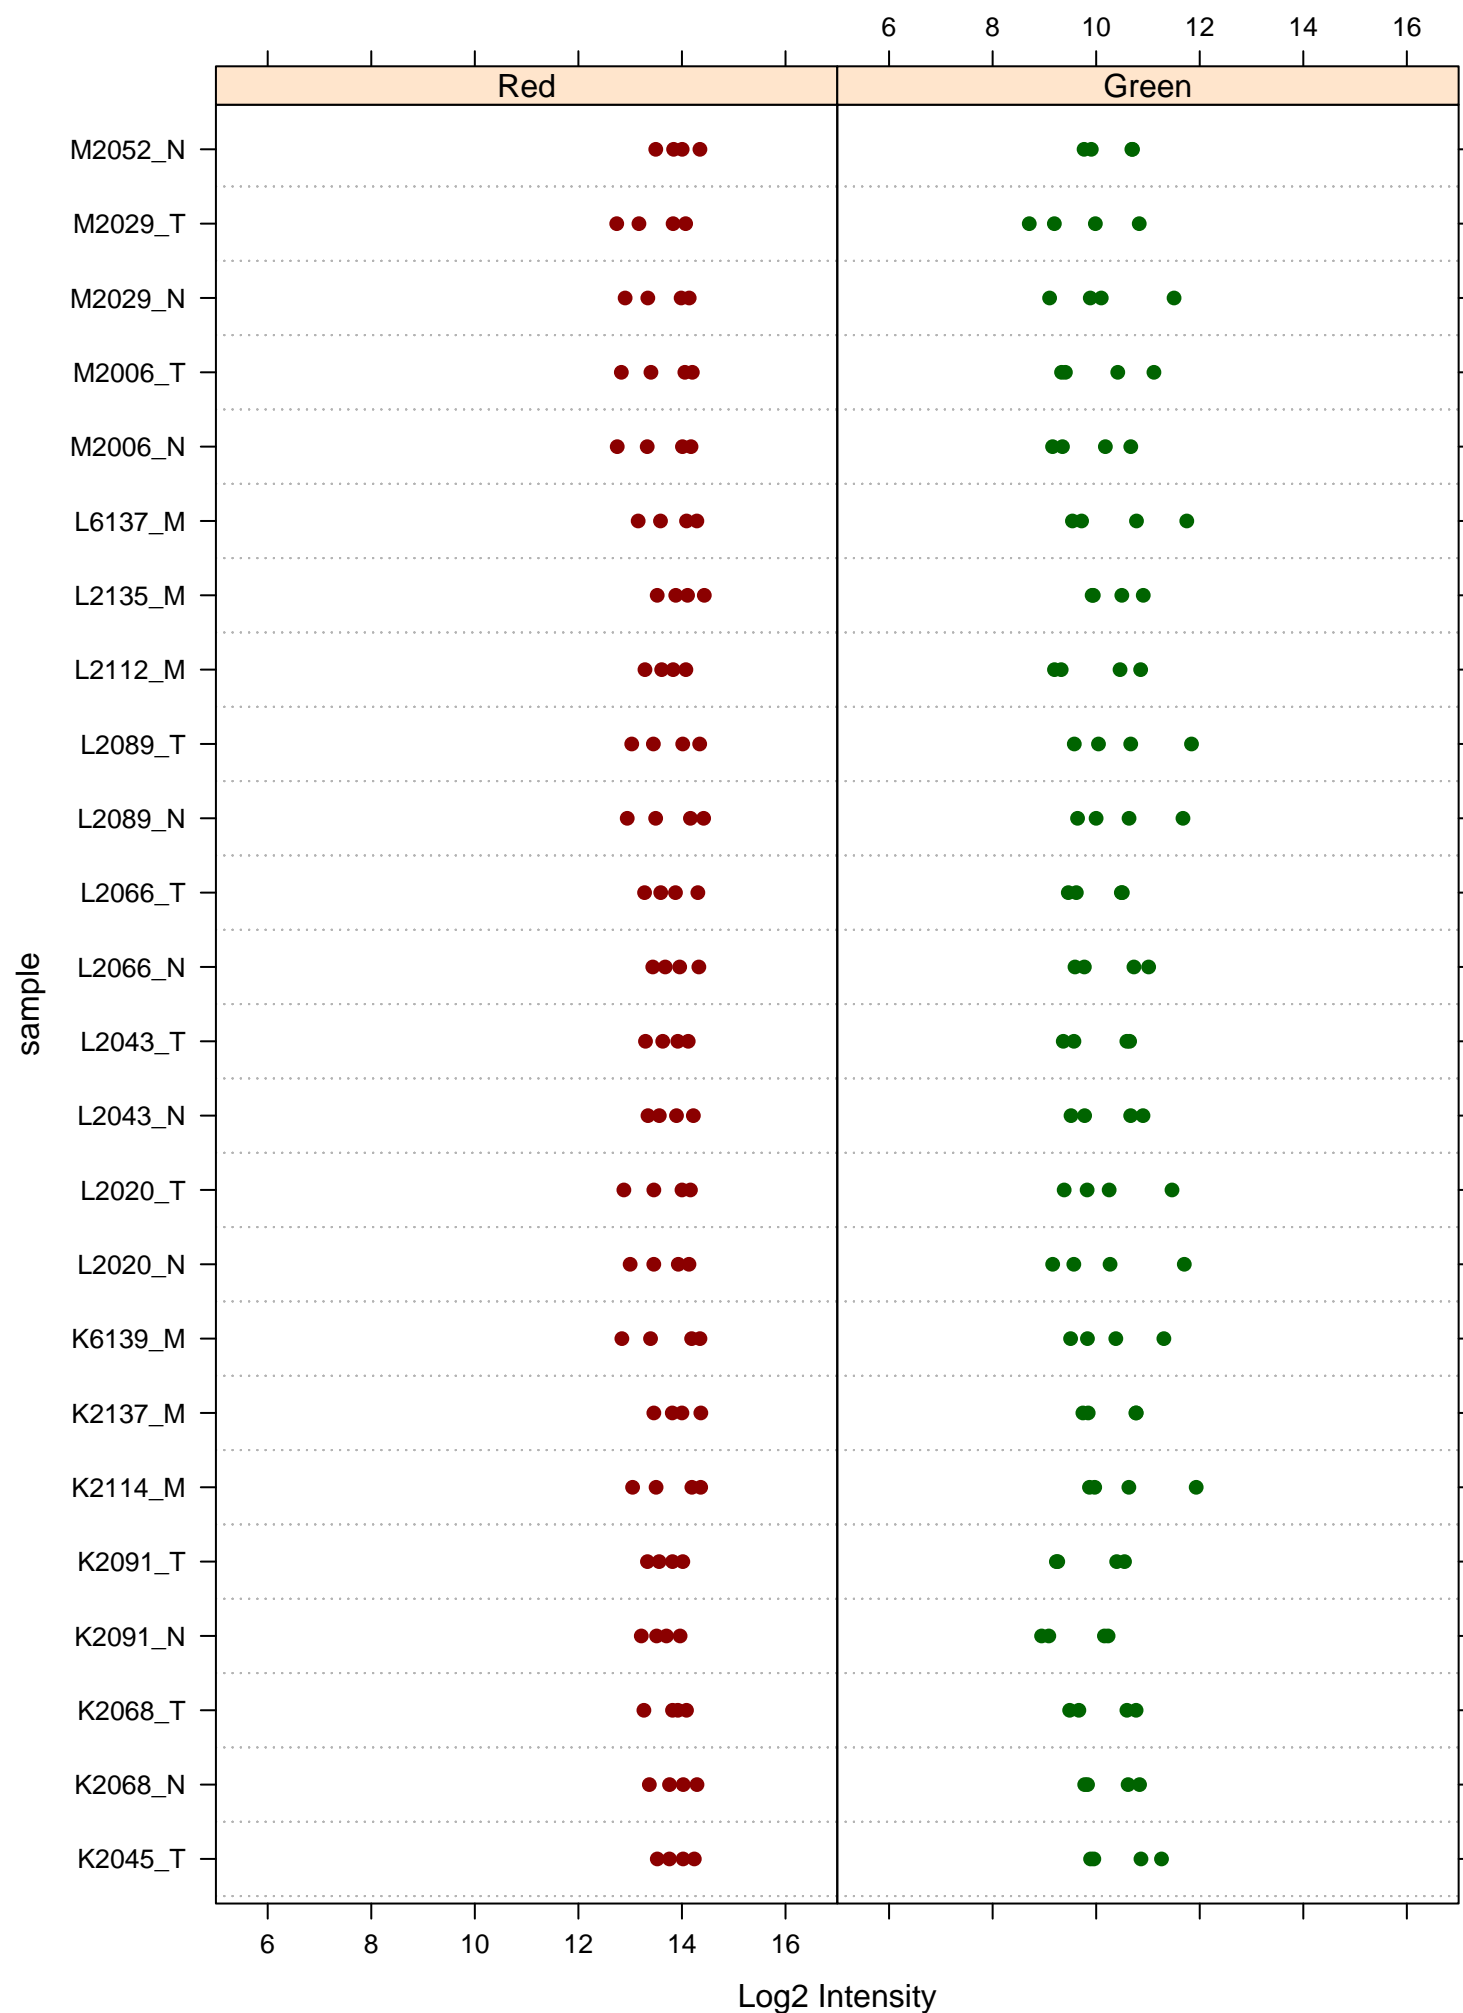 6 8 10 12 14 16
Red Green
M2052_N
M2029_T
M2029_N
M2006_T
M2006_N
L6137_M
L2135_M
L2112_M
L2089_T
L2089_N
L2066_T
L2066_N
sample
L2043_T
L2043_N
L2020_T
L2020_N
K6139_M
K2137_M
K2114_M
K2091_T
K2091_N
K2068_T
K2068_N
K2045_T
6 8 10 12 14 16
Log2 Intensity